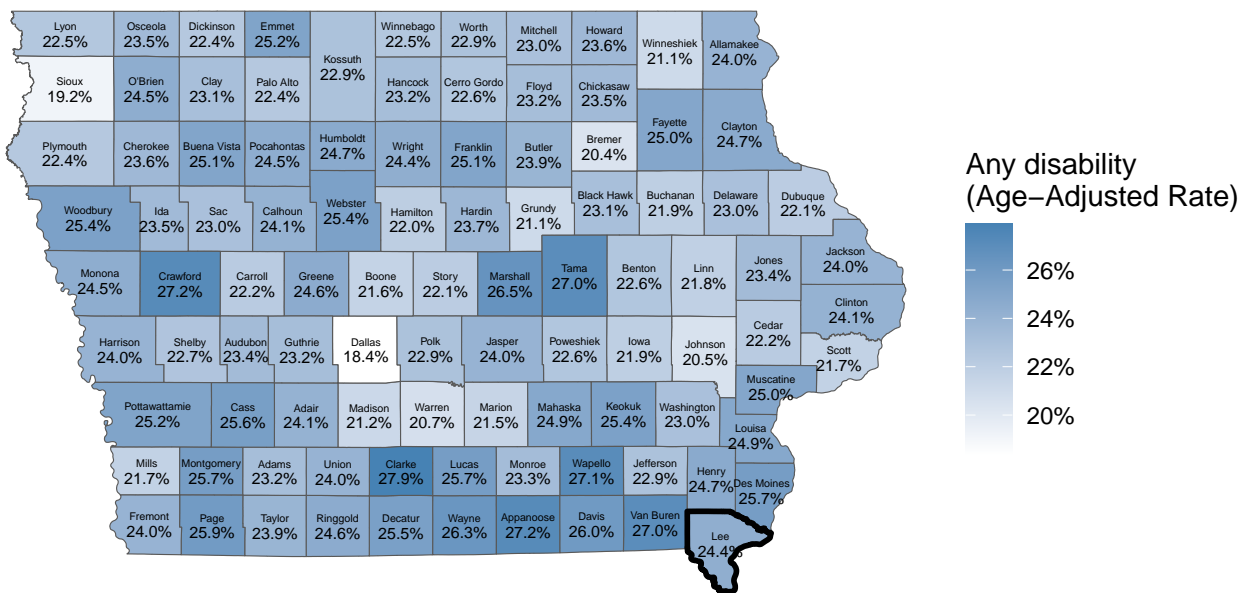 Lyon
22.5%
Osceola
23.5%
Dickinson
22.4%
Emmet
25.2%
Kossuth
22.9%
Winnebago
22.5%
Worth
22.9%
Mitchell
23.0%
Howard
23.6%
Winneshiek
21.1%
Allamakee
24.0%
Sioux
19.2%
O'Brien
24.5%
Clay
23.1%
Palo Alto
22.4%
Hancock
23.2%
Cerro Gordo
22.6%
Floyd
23.2%
Chickasaw
23.5%
Fayette
25.0%
Clayton
24.7%
Plymouth
22.4%
Cherokee
23.6%
Buena Vista
25.1%
Pocahontas
24.5%
Humboldt
24.7%
Wright
24.4%
Franklin
25.1%
Butler
23.9%
Bremer
20.4%
Woodbury
25.4%
Ida
23.5%
Sac
23.0%
Calhoun
24.1%
Webster
25.4%
Hamilton
22.0%
Hardin
23.7%
Grundy
21.1%
Black Hawk
23.1%
Buchanan
21.9%
Delaware
23.0%
Dubuque
22.1%
Monona
24.5%
Crawford
27.2%
Carroll
22.2%
Greene
24.6%
Boone
21.6%
Story
22.1%
Marshall
26.5%
Tama
27.0%
Benton
22.6%
Linn
21.8%
Jones
23.4%
Jackson
24.0%
Clinton
24.1%
Harrison
24.0%
Shelby
22.7%
Audubon
23.4%
Guthrie
23.2%
Dallas
18.4%
Polk
22.9%
Jasper
24.0%
Poweshiek
22.6%
Iowa
21.9%
Johnson
20.5%
Cedar
22.2%
Scott
21.7%
Muscatine
25.0%
Pottawattamie
25.2%
Cass
25.6%
Adair
24.1%
Madison
21.2%
Warren
20.7%
Marion
21.5%
Mahaska
24.9%
Keokuk
25.4%
Washington
23.0%
Louisa
24.9%
Mills
21.7%
Montgomery
25.7%
Adams
23.2%
Union
24.0%
Clarke
27.9%
Lucas
25.7%
Monroe
23.3%
Wapello
27.1%
Jefferson
22.9%
Henry
24.7%
Des Moines
25.7%
Fremont
24.0%
Page
25.9%
Taylor
23.9%
Ringgold
24.6%
Decatur
25.5%
Wayne
26.3%
Appanoose
27.2%
Davis
26.0%
Van Buren
27.0%
Lee
24.4%
Any disability
(Age−Adjusted Rate)
26%
24%
22%
20%